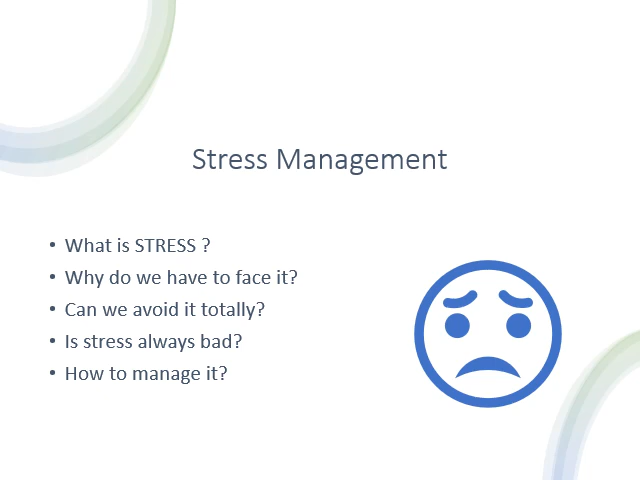 Stress Management
• What is STRESS ?
• Why do we have to face it?
• Can we avoid it totally?
• Is stress always bad?
• How to manage it?